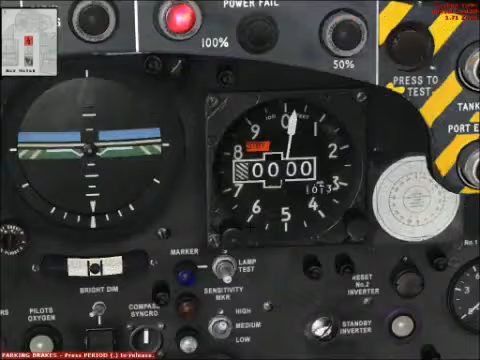 POWER FAIL
100%
50%
PRESS TO
TEST
TANK
PORT E
0
1
2
3
5
6
7
8
9
0000
1013
MARKER
LAMP
TEST
SENSITIVITY
MKR
HIGH
MEDIUM
LOW
BRIGHT DIM
PILOTS
OXYGEN
COMPASS
SYNCRO
RESET
No.2
INVERTER
STANDBY
INVERTER
No.1
PARKING BRAKES - Press PERIOD (.) to release.